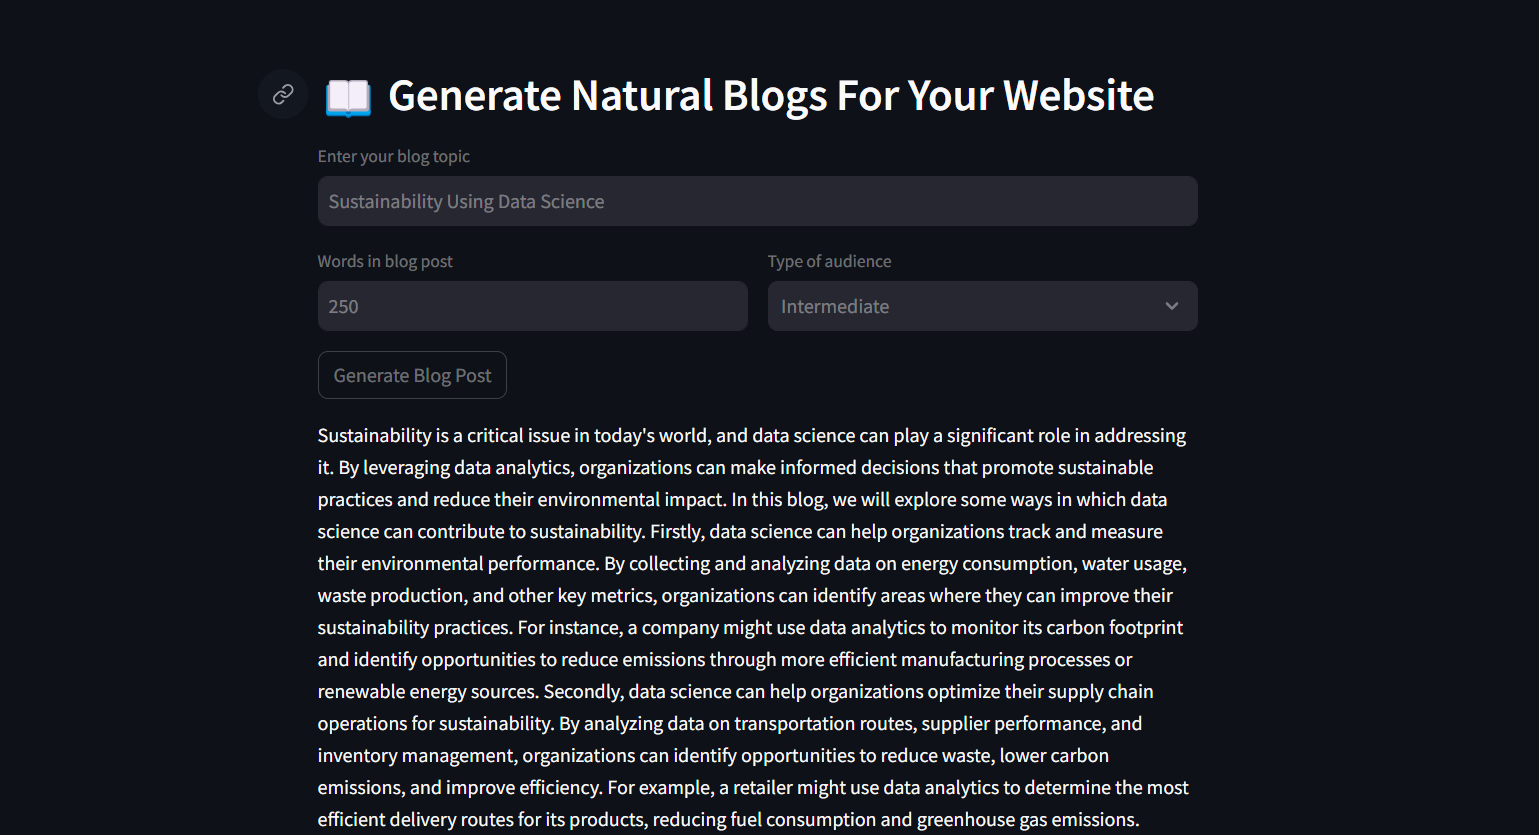 Generate Natural Blogs For Your Website
Enter your blog topic
Sustainability Using Data Science
Words in blog post
Type of audience
250
Intermediate
Generate Blog Post
Sustainability is a critical issue in today's world, and data science can play a significant role in addressing
it. By leveraging data analytics, organizations can make informed decisions that promote sustainable
practices and reduce their environmental impact. In this blog, we will explore some ways in which data
science can contribute to sustainability. Firstly, data science can help organizations track and measure
their environmental performance. By collecting and analyzing data on energy consumption, water usage,
waste production, and other key metrics, organizations can identify areas where they can improve their
sustainability practices. For instance, a company might use data analytics to monitor its carbon footprint
and identify opportunities to reduce emissions through more efficient manufacturing processes or
renewable energy sources. Secondly, data science can help organizations optimize their supply chain
operations for sustainability. By analyzing data on transportation routes, supplier performance, and
inventory management, organizations can identify opportunities to reduce waste, lower carbon
emissions, and improve efficiency. For example, a retailer might use data analytics to determine the most
efficient delivery routes for its products, reducing fuel consumption and greenhouse gas emissions.